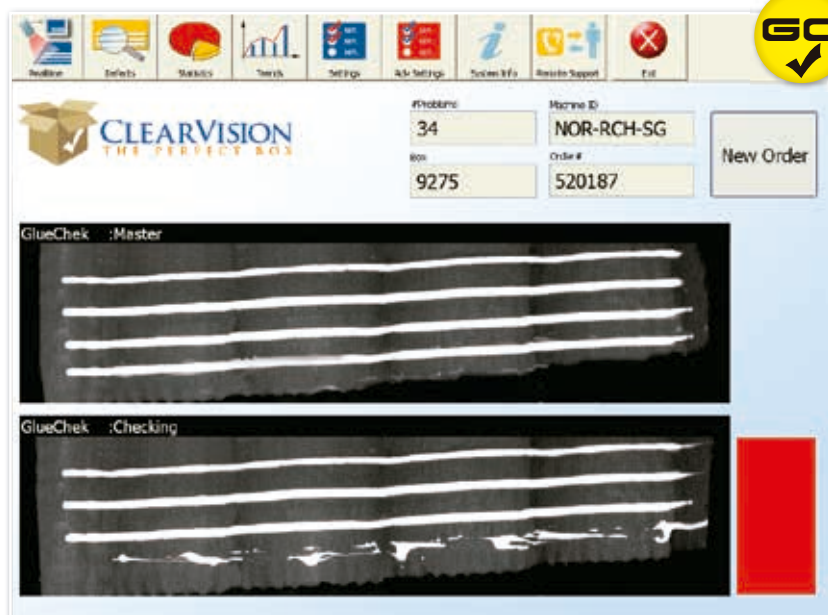 GC
Realtime
Defects
Statistics
Trends
Settings
Adv Settings
System Info
Remote Support
Exit
CLEARVISION
THE PERFECT BOX
#Problems
34
Machine ID
NOR-RCH-SG
Box
9275
Order #
520187
New Order
GlueChek :Master
GlueChek :Checking